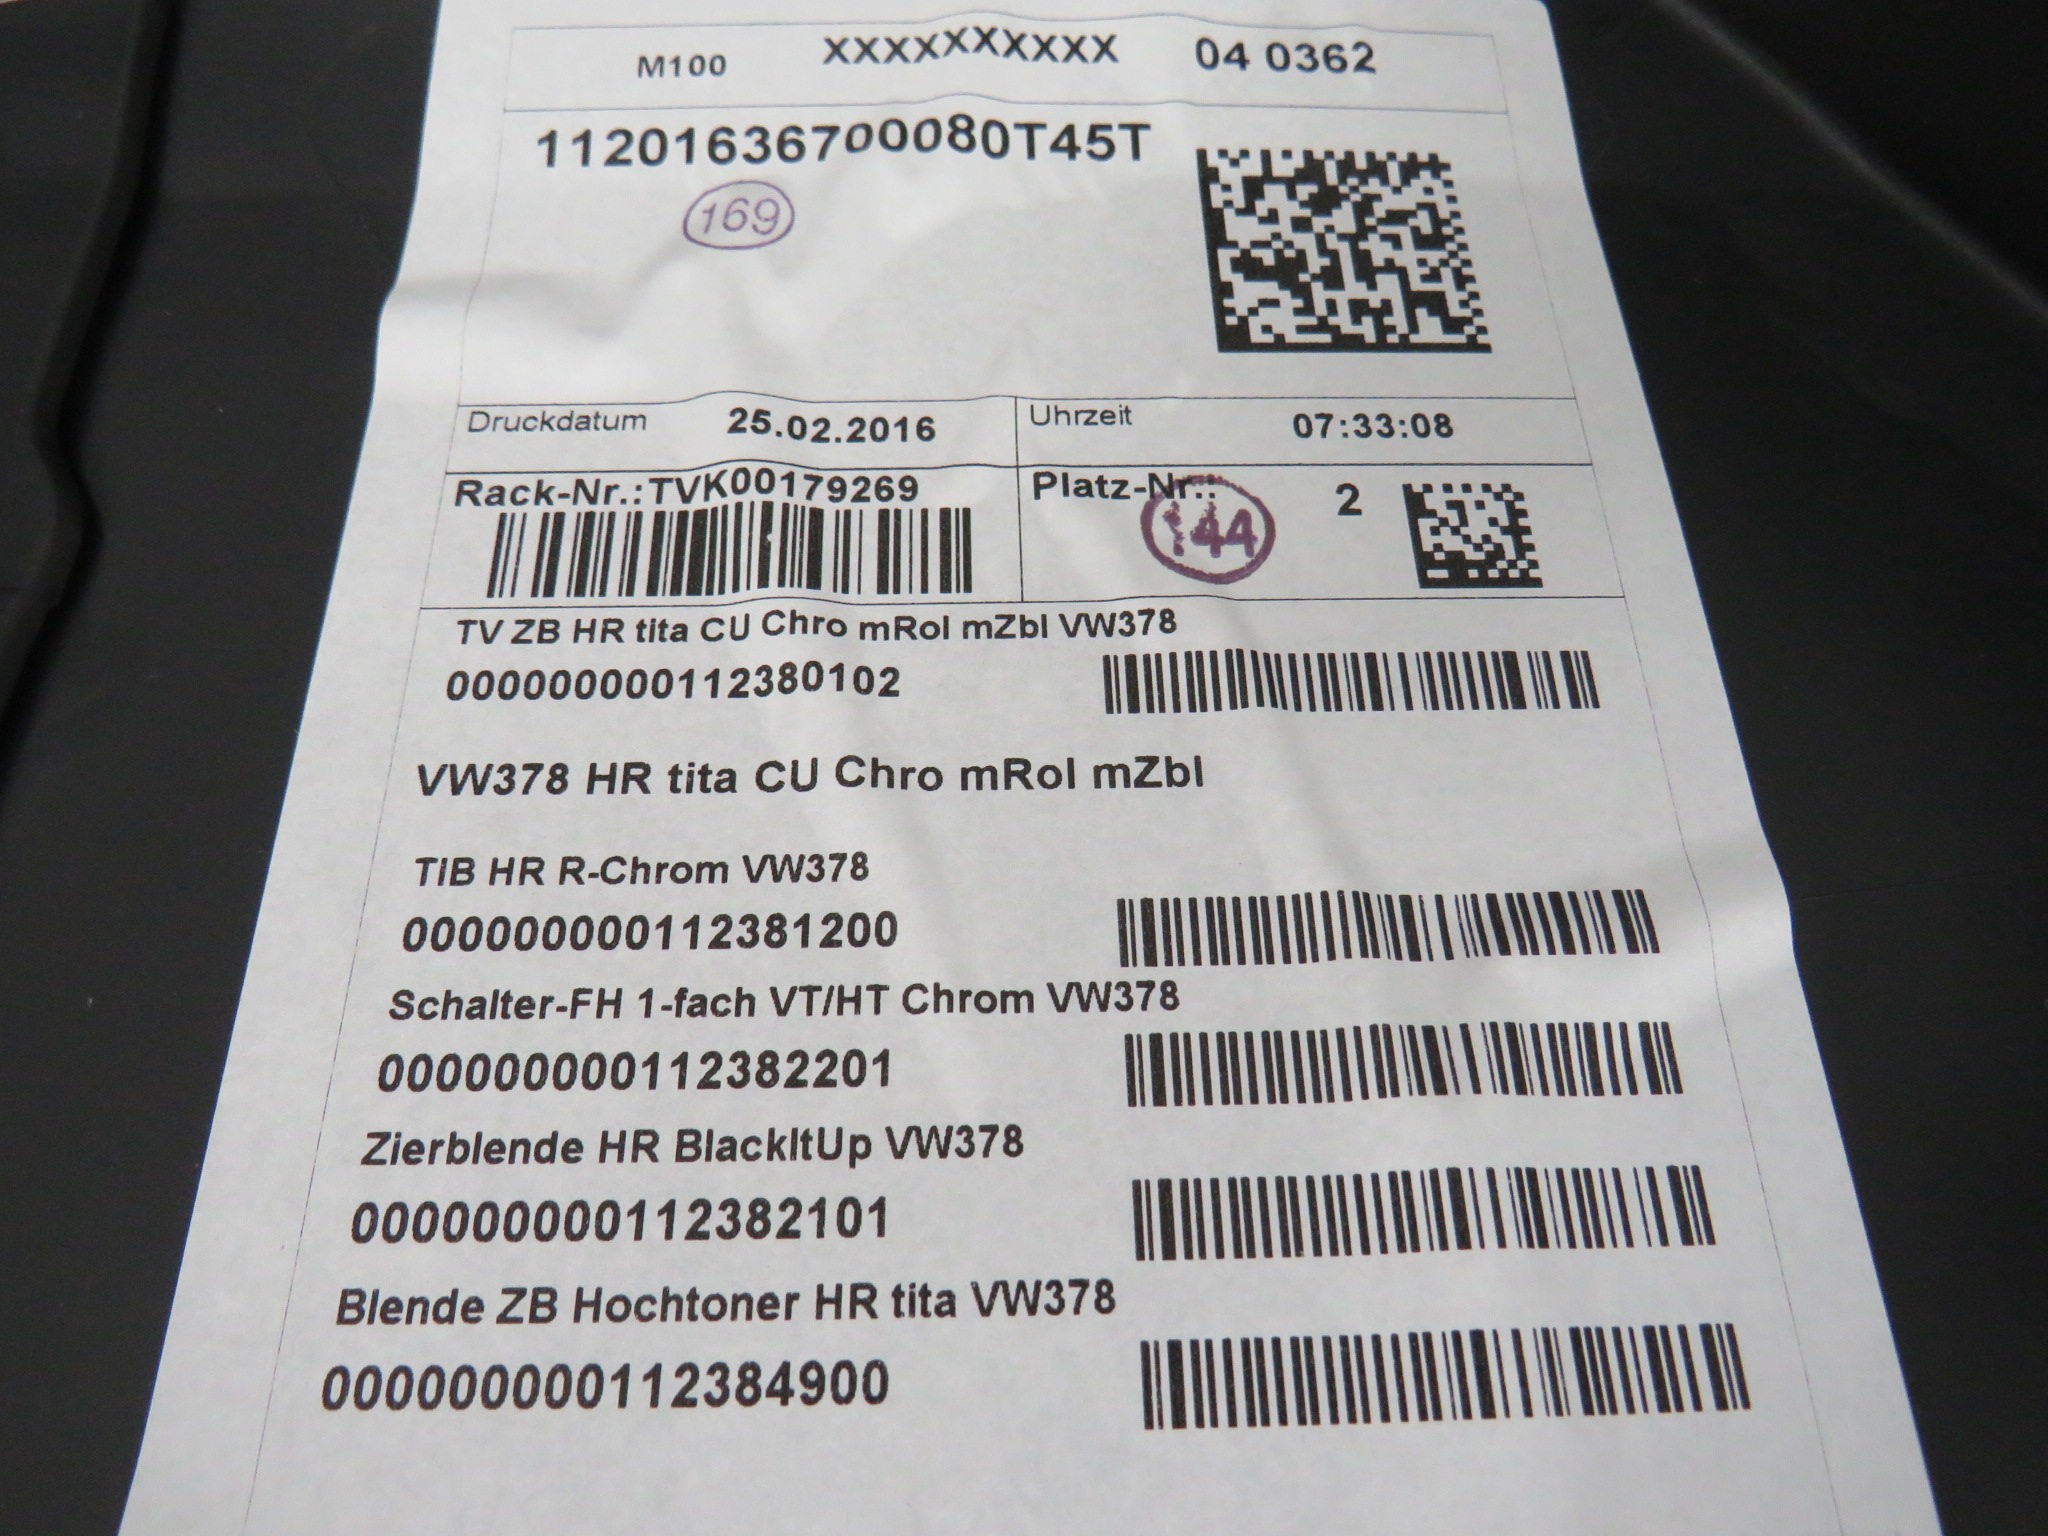 M100 XXXXXXXXXX 04 0362
11201636700080T45T
169
Druckdatum 25.02.2016 Uhrzeit 07:33:08
Rack-Nr.:TVK00179269 Platz-Nr.: 2
144
TV ZB HR tita CU Chro mRol mZbl VW378
000000000112380102
VW378 HR tita CU Chro mRol mZbl
TIB HR R-Chrom VW378
000000000112381200
Schalter-FH 1-fach VT/HT Chrom VW378
000000000112382201
Zierblende HR BlackItUp VW378
000000000112382101
Blende ZB Hochtoner HR tita VW378
000000000112384900